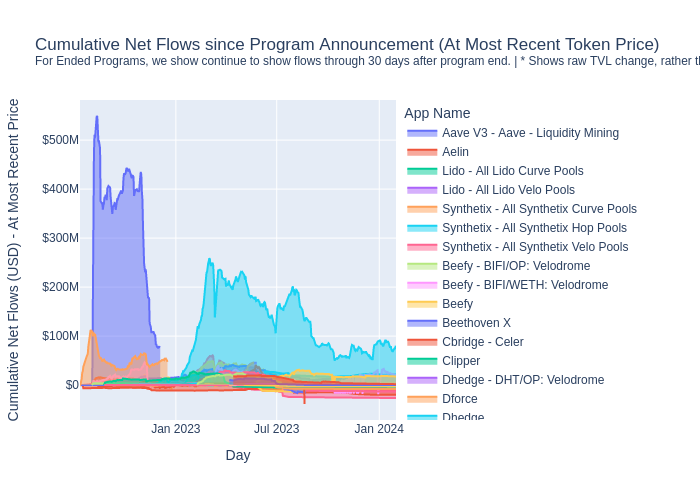 Cumulative Net Flows since Program Announcement (At Most Recent Token Price)
For Ended Programs, we show continue to show flows through 30 days after program end. | * Shows raw TVL change, rather
Cumulative Net Flows (USD) - At Most Recent Price
$500M
$400M
$300M
$200M
$100M
$0
Jan 2023
Jul 2023
Jan 2024
Day
App Name
Aave V3 - Aave - Liquidity Mining
Aelin
Lido - All Lido Curve Pools
Lido - All Lido Velo Pools
Synthetix - All Synthetix Curve Pools
Synthetix - All Synthetix Hop Pools
Synthetix - All Synthetix Velo Pools
Beefy - BIFI/OP: Velodrome
Beefy - BIFI/WETH: Velodrome
Beefy
Beethoven X
Cbridge - Celer
Clipper
Dhedge - DHT/OP: Velodrome
Dforce
Dhedge